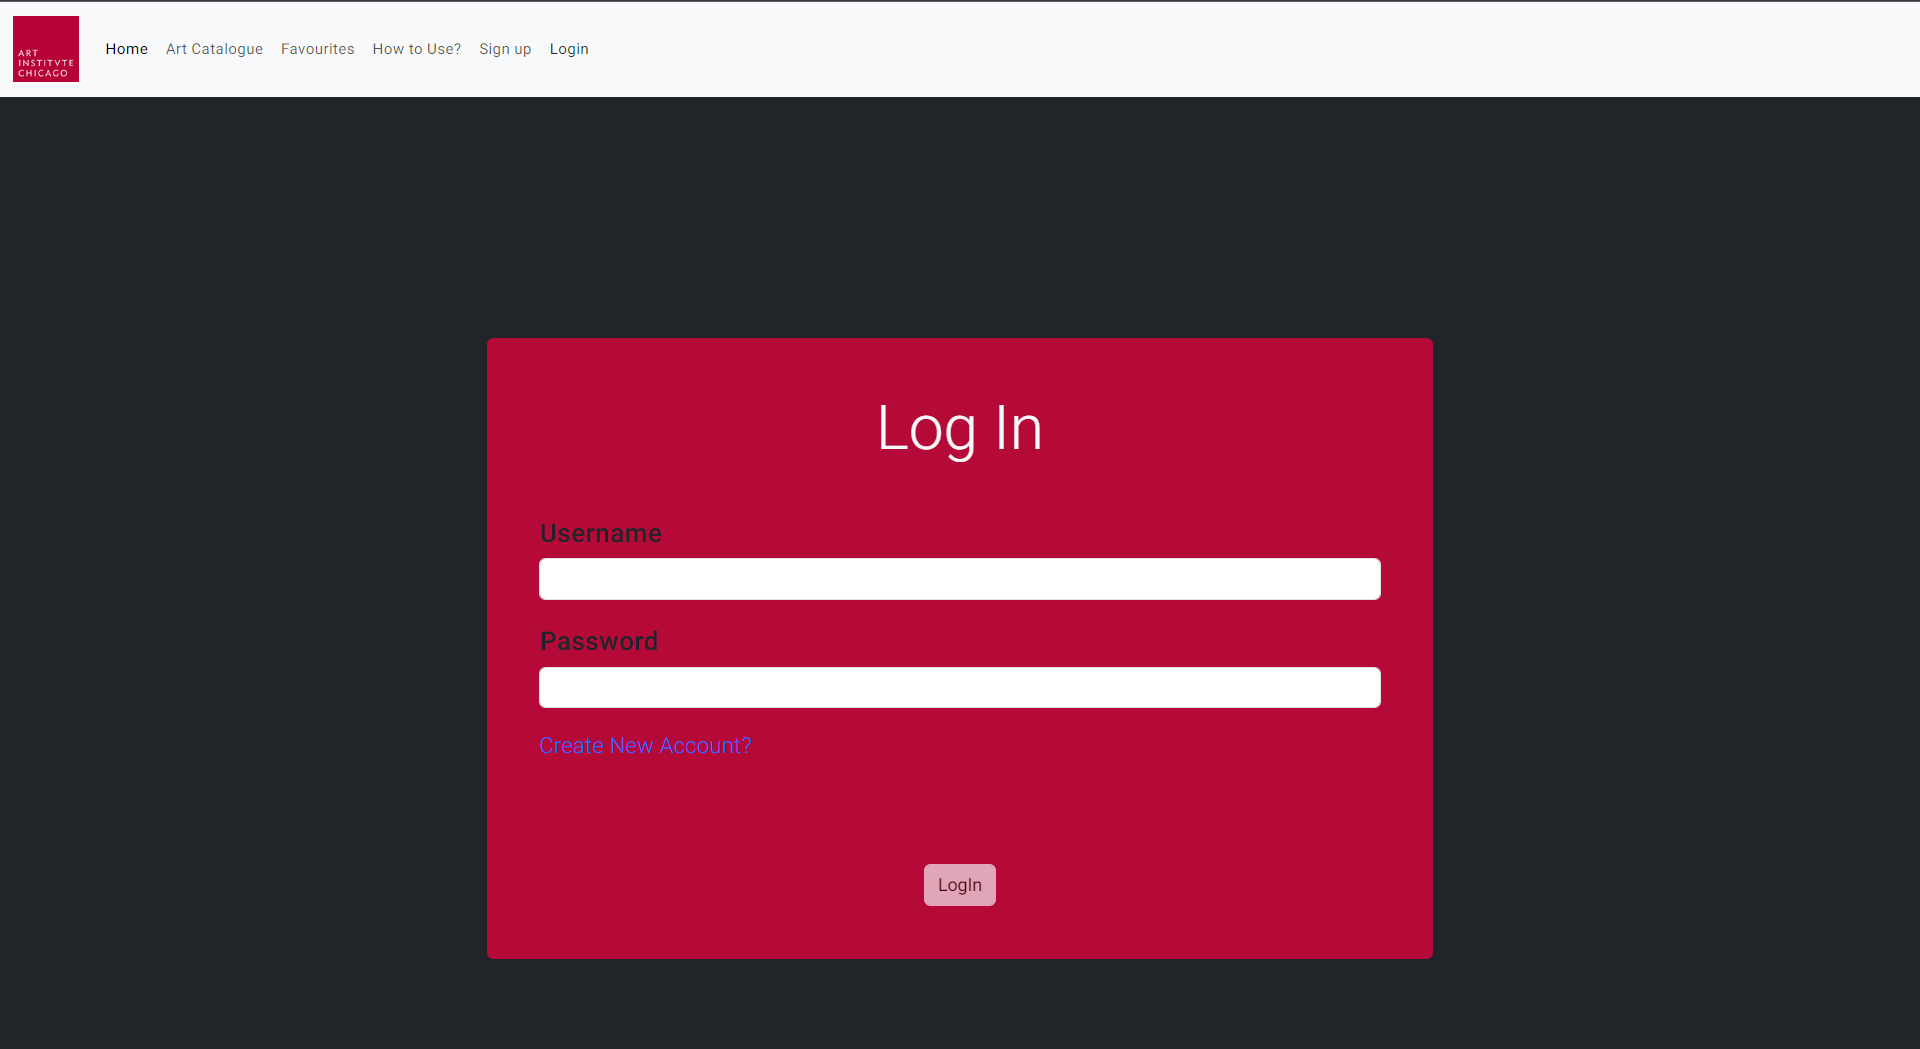 ART
INSTITVTE
CHICAGO
Home Art Catalogue Favourites How to Use? Sign up Login
Log In
Username
Password
Create New Account?
LogIn